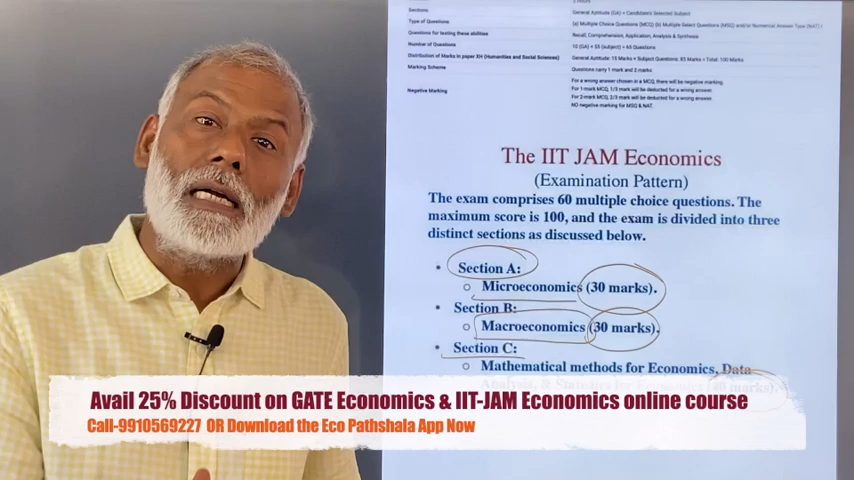 Sections
General Aptitude (GA) + Candidate's Selected Subject
Type of Questions
(a) Multiple Choice Questions (MCQ) (b) Multiple Select Questions (MSQ) and/or Numerical Answer Type (NAT)
Questions for testing these abilities
Recall, Comprehension, Application, Analysis & Synthesis
Number of Questions
10 (GA) + 55 (subject) = 65 Questions
Distribution of Marks in paper XH (Humanities and Social Sciences)
General Aptitude: 15 Marks + Subject Questions: 85 Marks = Total: 100 Marks
Marking Scheme
Questions carry 1 mark and 2 marks
Negative Marking
For a wrong answer chosen in a MCQ, there will be negative marking
For 1-mark MCQ, 1/3 mark will be deducted for a wrong answer.
For 2-mark MCQ, 2/3 mark will be deducted for a wrong answer.
NO negative marking for MSQ & NAT.
The IIT JAM Economics
(Examination Pattern)
The exam comprises 60 multiple choice questions. The
maximum score is 100, and the exam is divided into three
distinct sections as discussed below.
Section A:
Microeconomics (30 marks).
Section B:
Macroeconomics (30 marks).
Section C:
Mathematical methods for Economics, Data
Analysis, & Statistics for Economics (40 marks).
Avail 25% Discount on GATE Economics & IIT-JAM Economics online course
Call-9910569227 OR Download the Eco Pathshala App Now